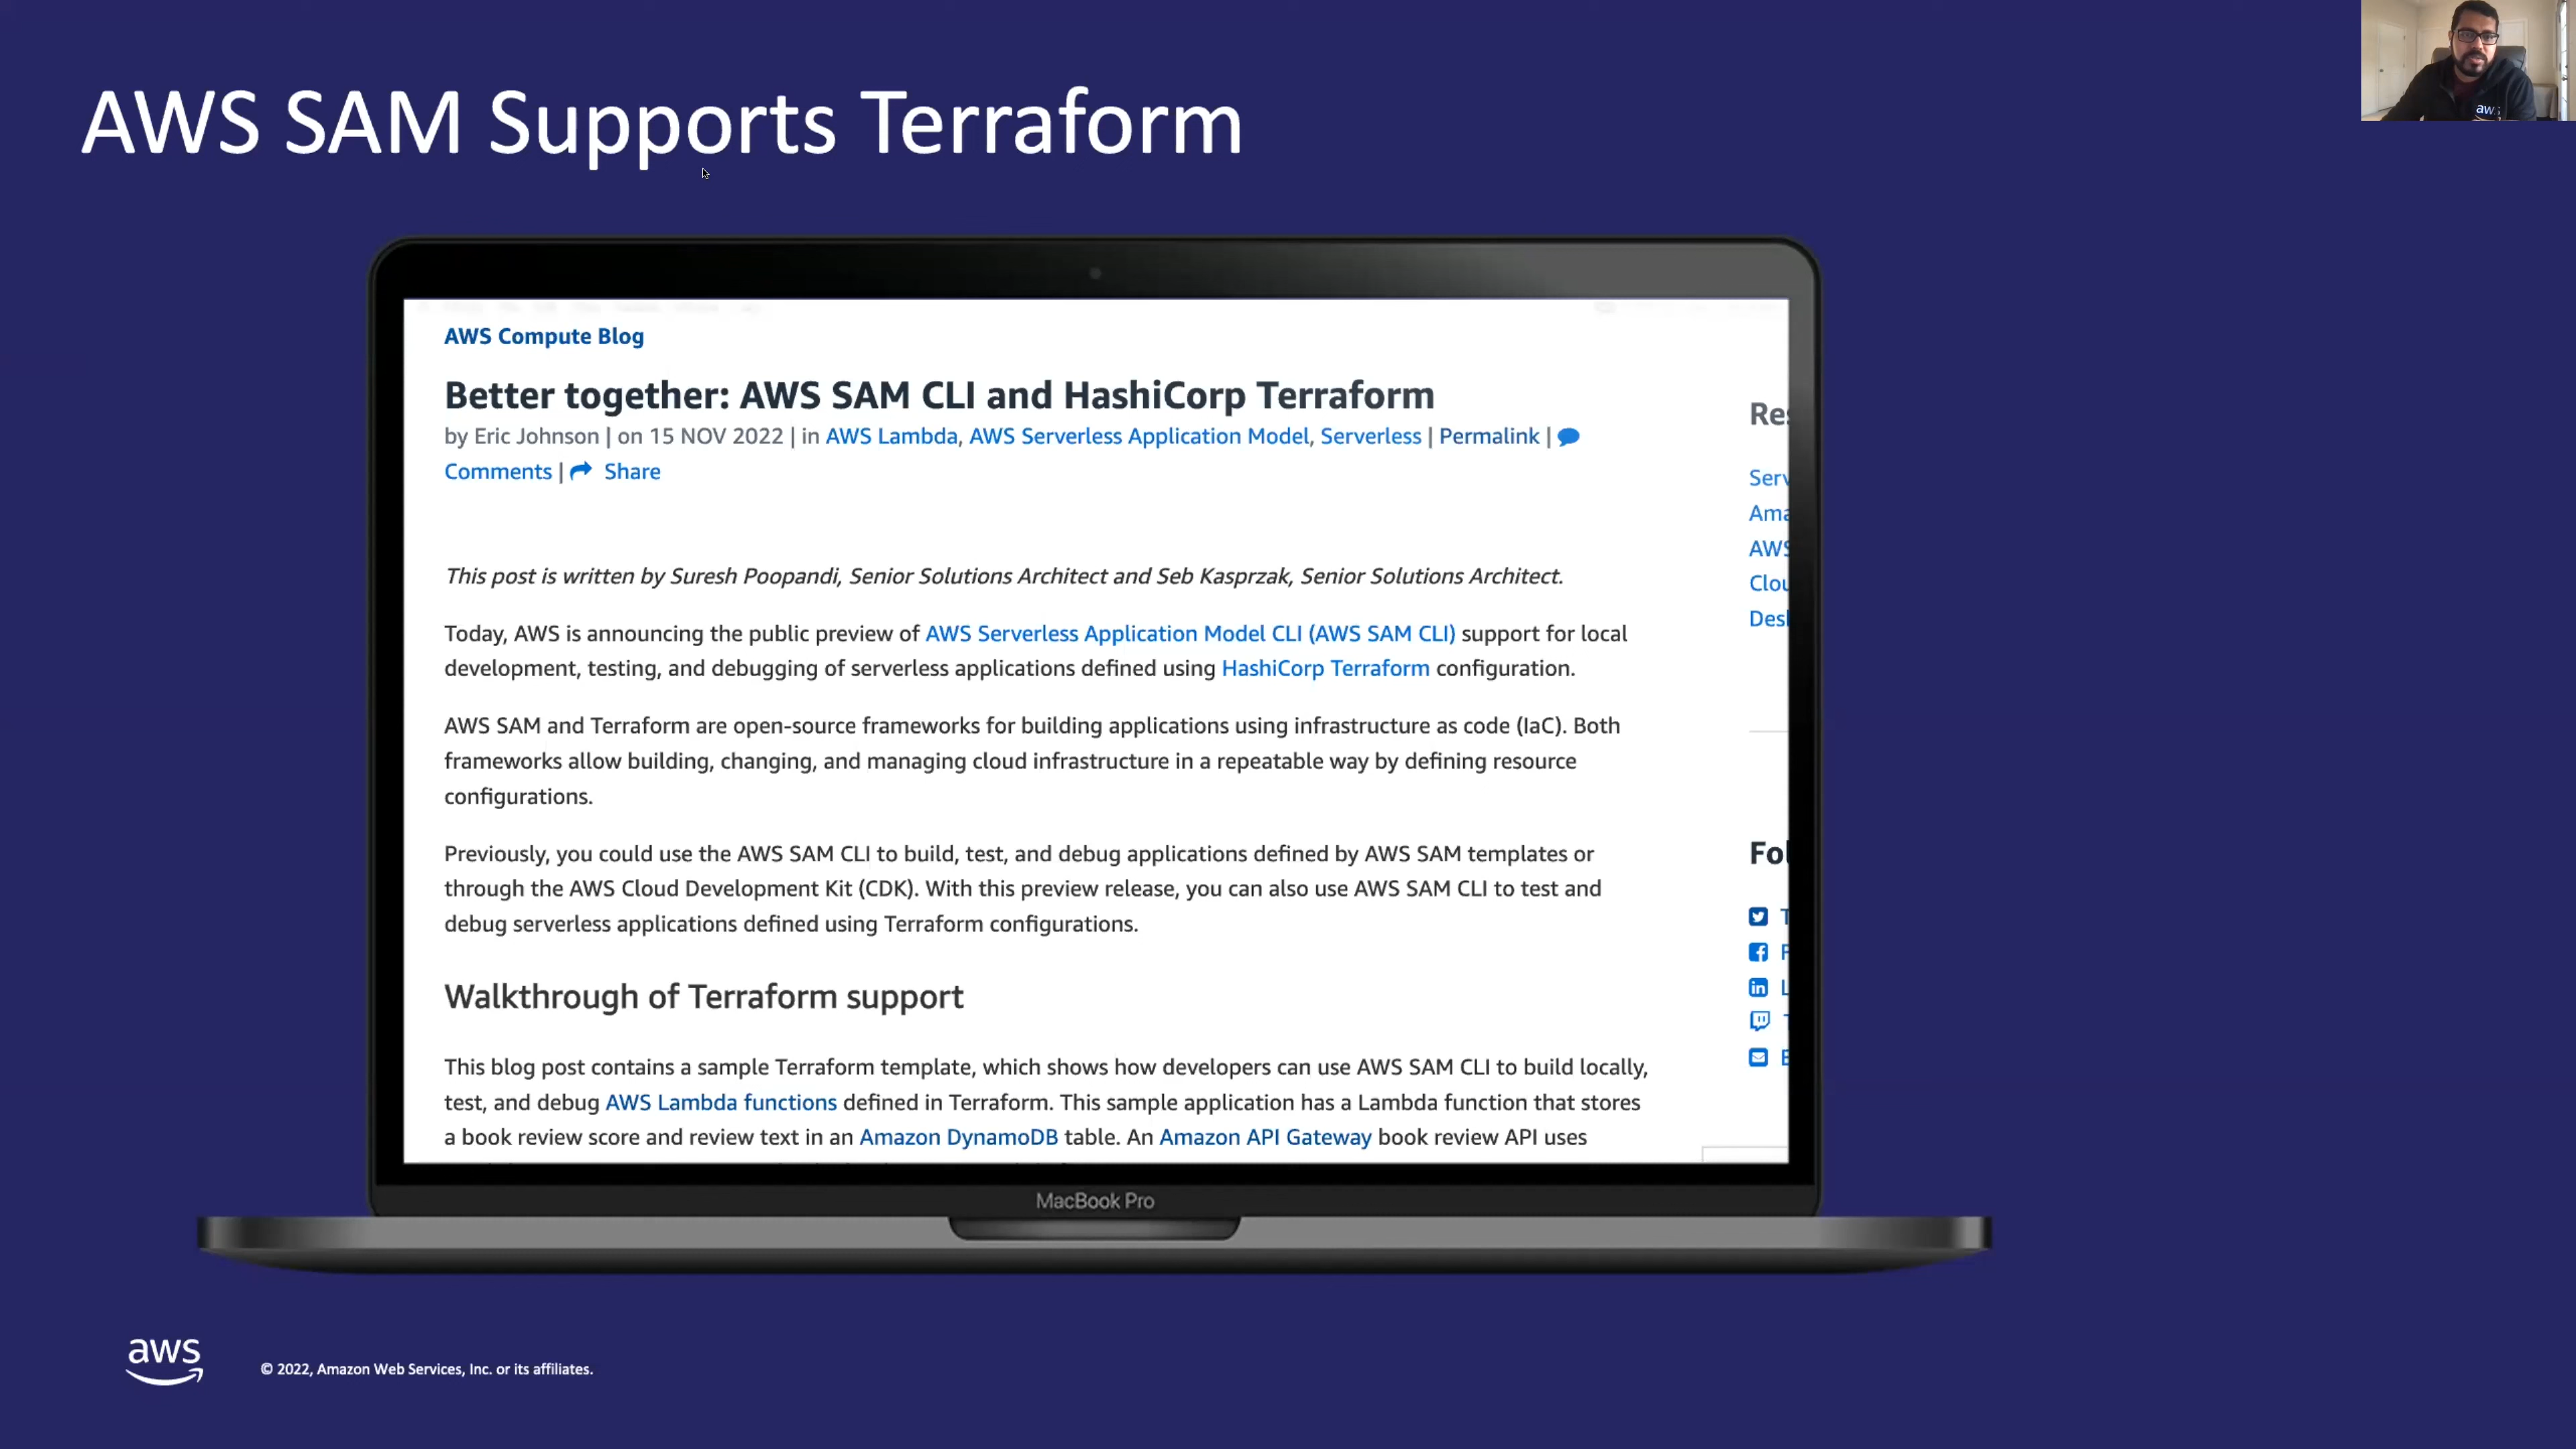 AWS SAM Supports Terraform
aws
AWS Compute Blog
Better together: AWS SAM CLI and HashiCorp Terraform
by Eric Johnson | on 15 NOV 2022 | in AWS Lambda, AWS Serverless Application Model, Serverless | Permalink |
Comments | Share
This post is written by Suresh Poopandi, Senior Solutions Architect and Seb Kasprzak, Senior Solutions Architect.
Today, AWS is announcing the public preview of AWS Serverless Application Model CLI (AWS SAM CLI) support for local
development, testing, and debugging of serverless applications defined using HashiCorp Terraform configuration.
AWS SAM and Terraform are open-source frameworks for building applications using infrastructure as code (IaC). Both
frameworks allow building, changing, and managing cloud infrastructure in a repeatable way by defining resource
configurations.
Previously, you could use the AWS SAM CLI to build, test, and debug applications defined by AWS SAM templates or
through the AWS Cloud Development Kit (CDK). With this preview release, you can also use AWS SAM CLI to test and
debug serverless applications defined using Terraform configurations.
Walkthrough of Terraform support
This blog post contains a sample Terraform template, which shows how developers can use AWS SAM CLI to build locally,
test, and debug AWS Lambda functions defined in Terraform. This sample application has a Lambda function that stores
a book review score and review text in an Amazon DynamoDB table. An Amazon API Gateway book review API uses
Res
Serv
Ama
AWS
Clou
Desk
Fol
MacBook Pro
aws
© 2022, Amazon Web Services, Inc. or its affiliates.